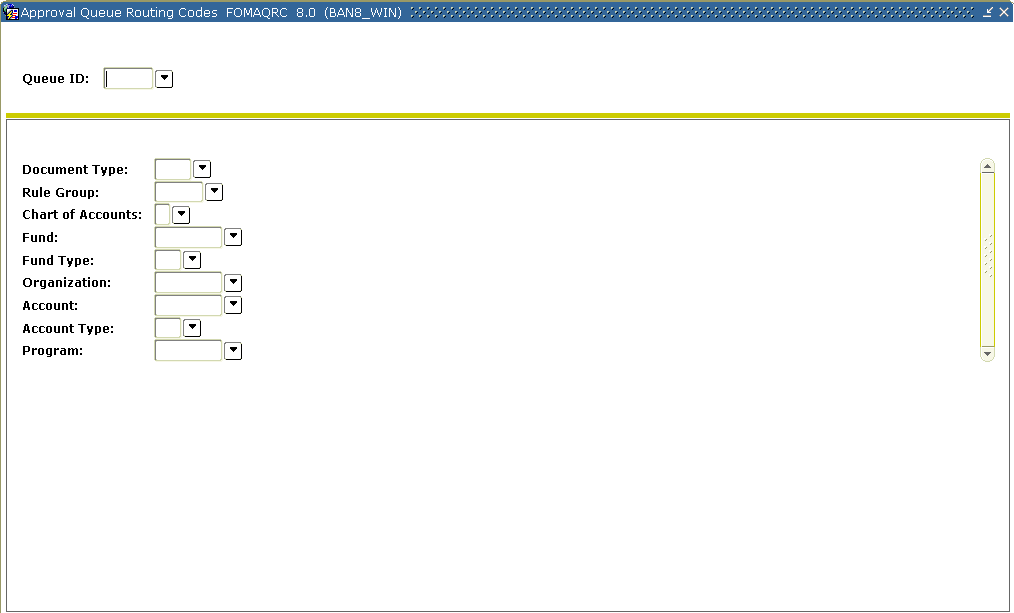 Approval Queue Routing Codes FOMAQRC 8.0 (BAN8_WIN)
Queue ID:
Document Type:
Rule Group:
Chart of Accounts:
Fund:
Fund Type:
Organization:
Account:
Account Type:
Program: